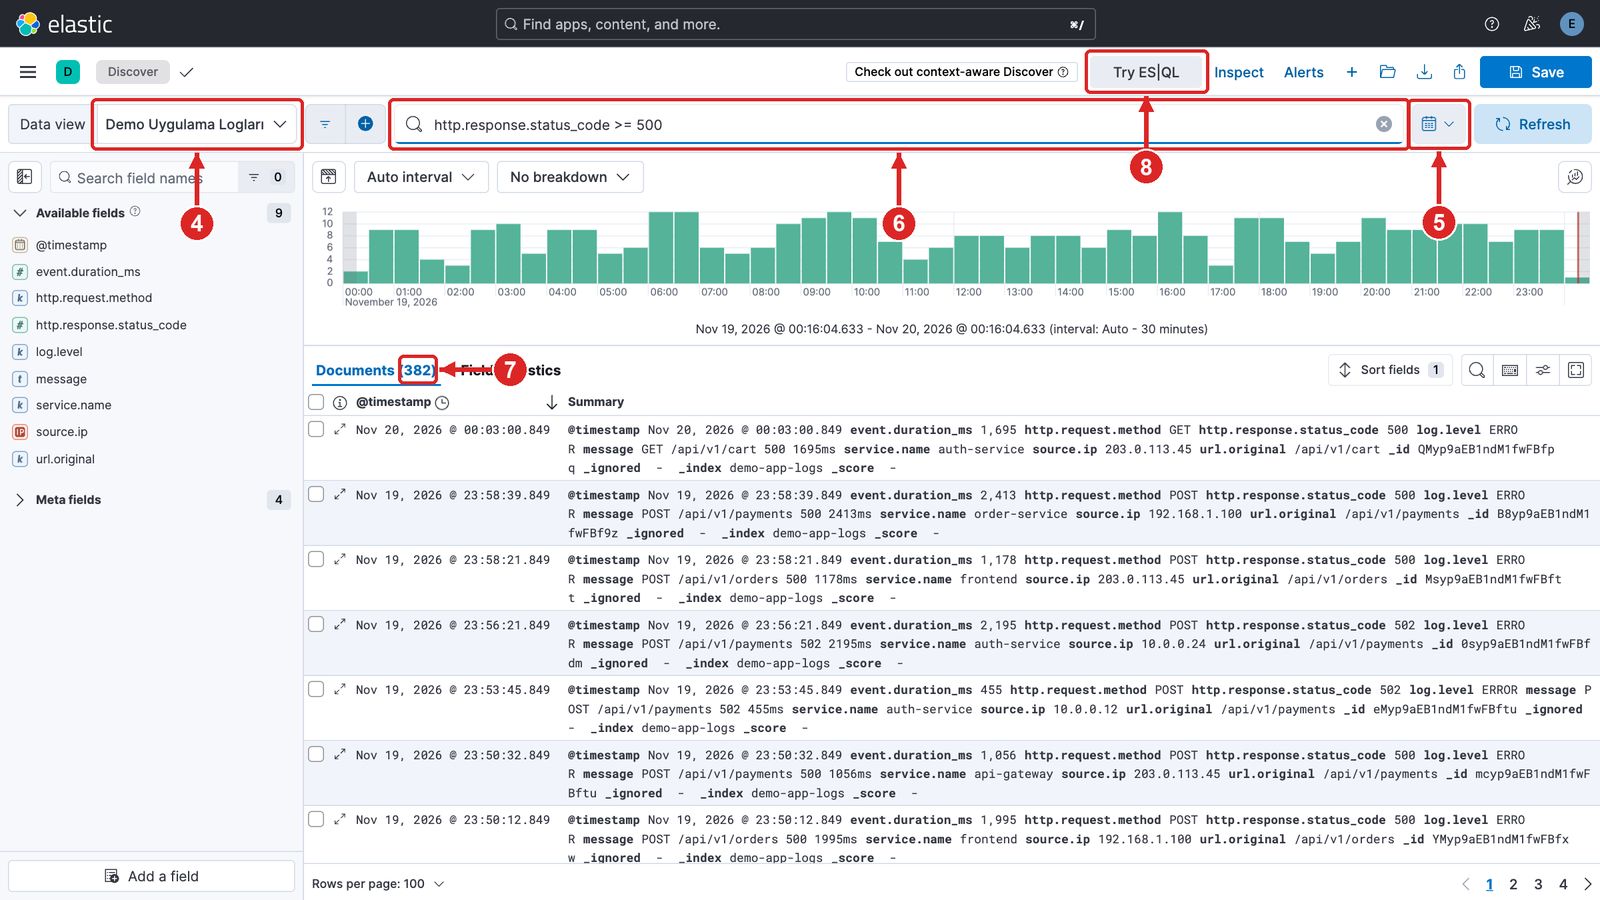 elastic
Find apps, content, and more.
⌘/
E
D
Discover
Check out context-aware Discover
Try ES|QL
Inspect
Alerts
Save
Data view
Demo Uygulama Logları
http.response.status_code >= 500
Refresh
4
6
8
5
7
Search field names
0
Auto interval
No breakdown
Available fields
9
@timestamp
event.duration_ms
http.request.method
http.response.status_code
log.level
message
service.name
source.ip
url.original
Meta fields
4
Add a field
12
10
8
6
4
2
0
00:00 01:00 02:00 03:00 04:00 05:00 06:00 07:00 08:00 09:00 10:00 11:00 12:00 13:00 14:00 15:00 16:00 17:00 18:00 19:00 20:00 21:00 22:00 23:00
November 19, 2026
Nov 19, 2026 @ 00:16:04.633 - Nov 20, 2026 @ 00:16:04.633 (interval: Auto - 30 minutes)
Documents (382)
Sort fields 1
@timestamp
Summary
Nov 20, 2026 @ 00:03:00.849 @timestamp Nov 20, 2026 @ 00:03:00.849 event.duration_ms 1,695 http.request.method GET http.response.status_code 500 log.level ERRO
R message GET /api/v1/cart 500 1695ms service.name auth-service source.ip 203.0.113.45 url.original /api/v1/cart _id QMyp9aEB1ndM1fwFBfp
q _ignored - _index demo-app-logs _score -
Nov 19, 2026 @ 23:58:39.849 @timestamp Nov 19, 2026 @ 23:58:39.849 event.duration_ms 2,413 http.request.method POST http.response.status_code 500 log.level ERRO
R message POST /api/v1/payments 500 2413ms service.name order-service source.ip 192.168.1.100 url.original /api/v1/payments _id B8yp9aEB1ndM1
fwFBf9z _ignored - _index demo-app-logs _score -
Nov 19, 2026 @ 23:58:21.849 @timestamp Nov 19, 2026 @ 23:58:21.849 event.duration_ms 1,178 http.request.method POST http.response.status_code 500 log.level ERRO
R message POST /api/v1/orders 500 1178ms service.name frontend source.ip 203.0.113.45 url.original /api/v1/orders _id Msyp9aEB1ndM1fwFBft
t _ignored - _index demo-app-logs _score -
Nov 19, 2026 @ 23:56:21.849 @timestamp Nov 19, 2026 @ 23:56:21.849 event.duration_ms 2,195 http.request.method POST http.response.status_code 502 log.level ERRO
R message POST /api/v1/payments 502 2195ms service.name auth-service source.ip 10.0.0.24 url.original /api/v1/payments _id 0syp9aEB1ndM1fwFBf
dm _ignored - _index demo-app-logs _score -
Nov 19, 2026 @ 23:53:45.849 @timestamp Nov 19, 2026 @ 23:53:45.849 event.duration_ms 455 http.request.method POST http.response.status_code 502 log.level ERROR message P
OST /api/v1/payments 502 455ms service.name auth-service source.ip 10.0.0.12 url.original /api/v1/payments _id eMyp9aEB1ndM1fwFBftu _ignored
- _index demo-app-logs _score -
Nov 19, 2026 @ 23:50:32.849 @timestamp Nov 19, 2026 @ 23:50:32.849 event.duration_ms 1,056 http.request.method POST http.response.status_code 500 log.level ERRO
R message POST /api/v1/payments 500 1056ms service.name api-gateway source.ip 203.0.113.45 url.original /api/v1/payments _id mcyp9aEB1ndM1fwF
Bftu _ignored - _index demo-app-logs _score -
Nov 19, 2026 @ 23:50:12.849 @timestamp Nov 19, 2026 @ 23:50:12.849 event.duration_ms 1,995 http.request.method POST http.response.status_code 500 log.level ERRO
R message POST /api/v1/orders 500 1995ms service.name frontend source.ip 192.168.1.100 url.original /api/v1/orders _id YMyp9aEB1ndM1fwFBfx
w _ignored - _index demo-app-logs _score -
Rows per page: 100
1 2 3 4